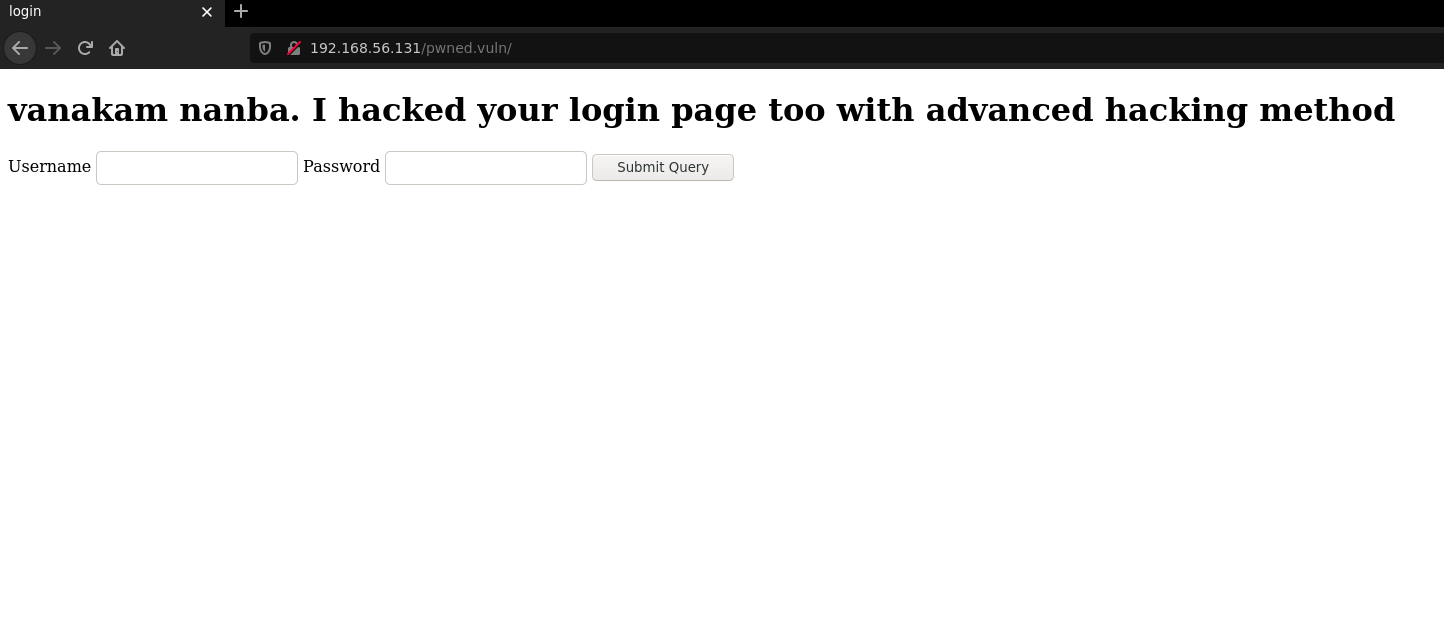 login
192.168.56.131/pwned.vuln/
vanakam nanba. I hacked your login page too with advanced hacking method
Username Password Submit Query